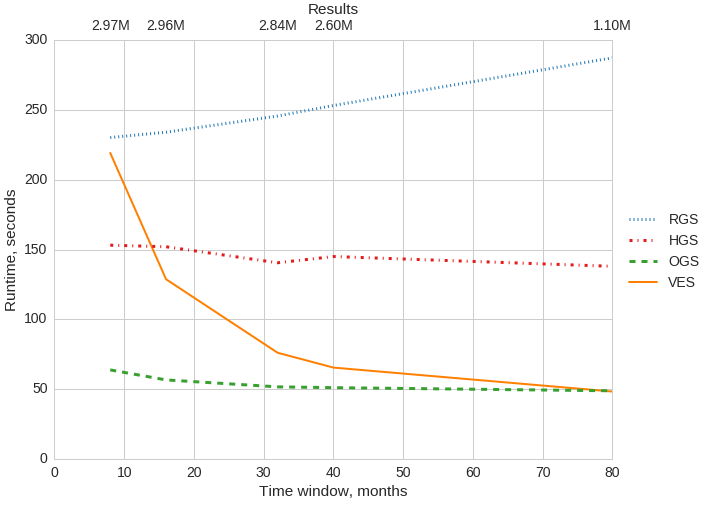 Results
2.97M 2.96M 2.84M 2.60M 1.10M
300
250
200
150
100
50
0
Runtime, seconds
0 10 20 30 40 50 60 70 80
Time window, months
RGS
HGS
OGS
VES